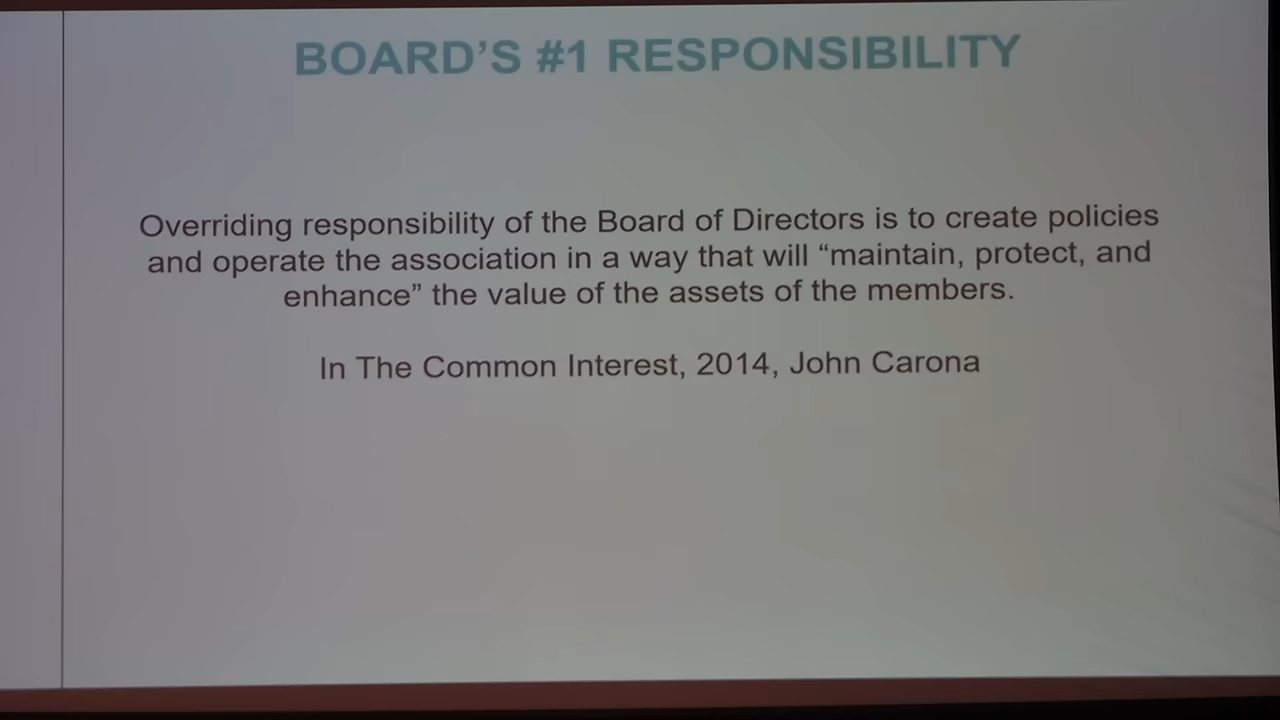 BOARD’S #1 RESPONSIBILITY
Overriding responsibility of the Board of Directors is to create policies
and operate the association in a way that will “maintain, protect, and
enhance” the value of the assets of the members.
In The Common Interest, 2014, John Carona